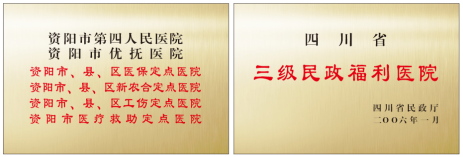 资阳市第四人民医院
资阳市优抚医院
资阳市、县、区医保定点医院
资阳市、县、区新农合定点医院
资阳市、县、区工伤定点医院
资阳市医疗救助定点医院
四川省
三级民政福利医院
四川省民政厅
二〇〇六年一月